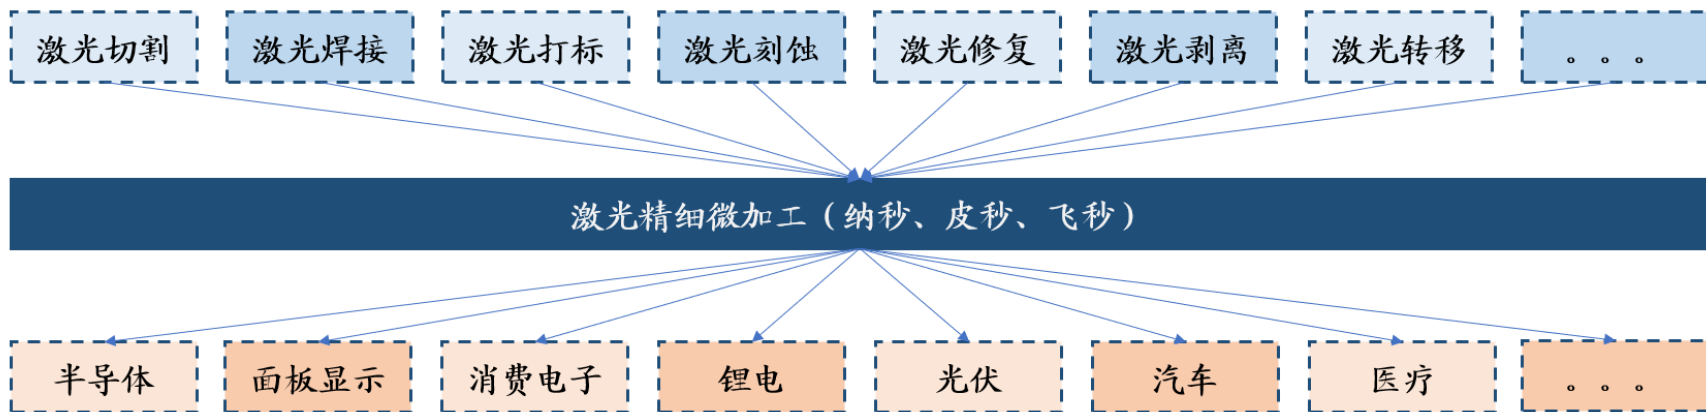 激光切割 激光焊接 激光打标 激光刻蚀 激光修复 激光剥离 激光转移 。。。
激光精细微加工（纳秒、皮秒、飞秒）
半导体 面板显示 消费电子 锂电 光伏 汽车 医疗 。。。